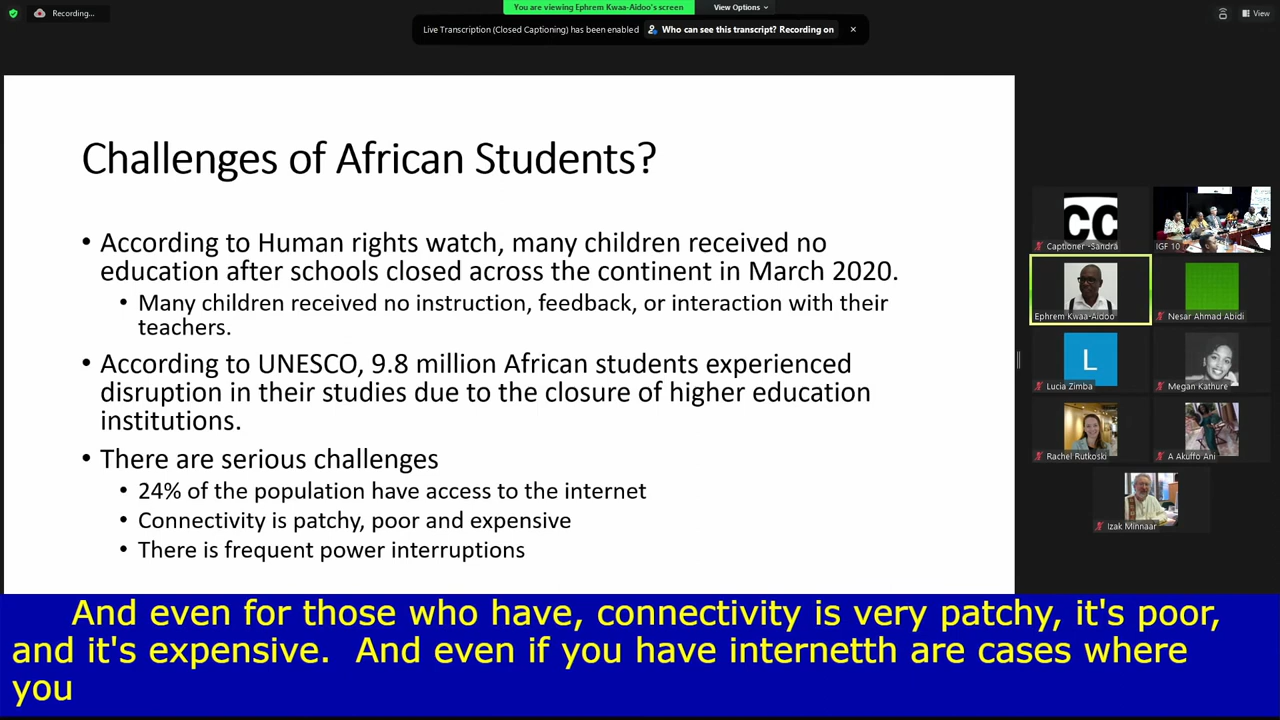 Recording...
You are viewing Ephrem Kwaa-Aidoo's screen
View Options
View
Live Transcription (Closed Captioning) has been enabled
Who can see this transcript? Recording on
Challenges of African Students?
• According to Human rights watch, many children received no
education after schools closed across the continent in March 2020.
• Many children received no instruction, feedback, or interaction with their
teachers.
• According to UNESCO, 9.8 million African students experienced
disruption in their studies due to the closure of higher education
institutions.
• There are serious challenges
• 24% of the population have access to the internet
• Connectivity is patchy, poor and expensive
• There is frequent power interruptions
CC
Captioner -Sandra
IGF 10
Ephrem Kwaa-Aidoo
Nesar Ahmad Abidi
L
Lucia Zimba
Megan Kathure
Rachel Rutkoski
A Akuffo Ani
Izak Minnaar
And even for those who have, connectivity is very patchy, it's poor,
and it's expensive. And even if you have internetth are cases where
you